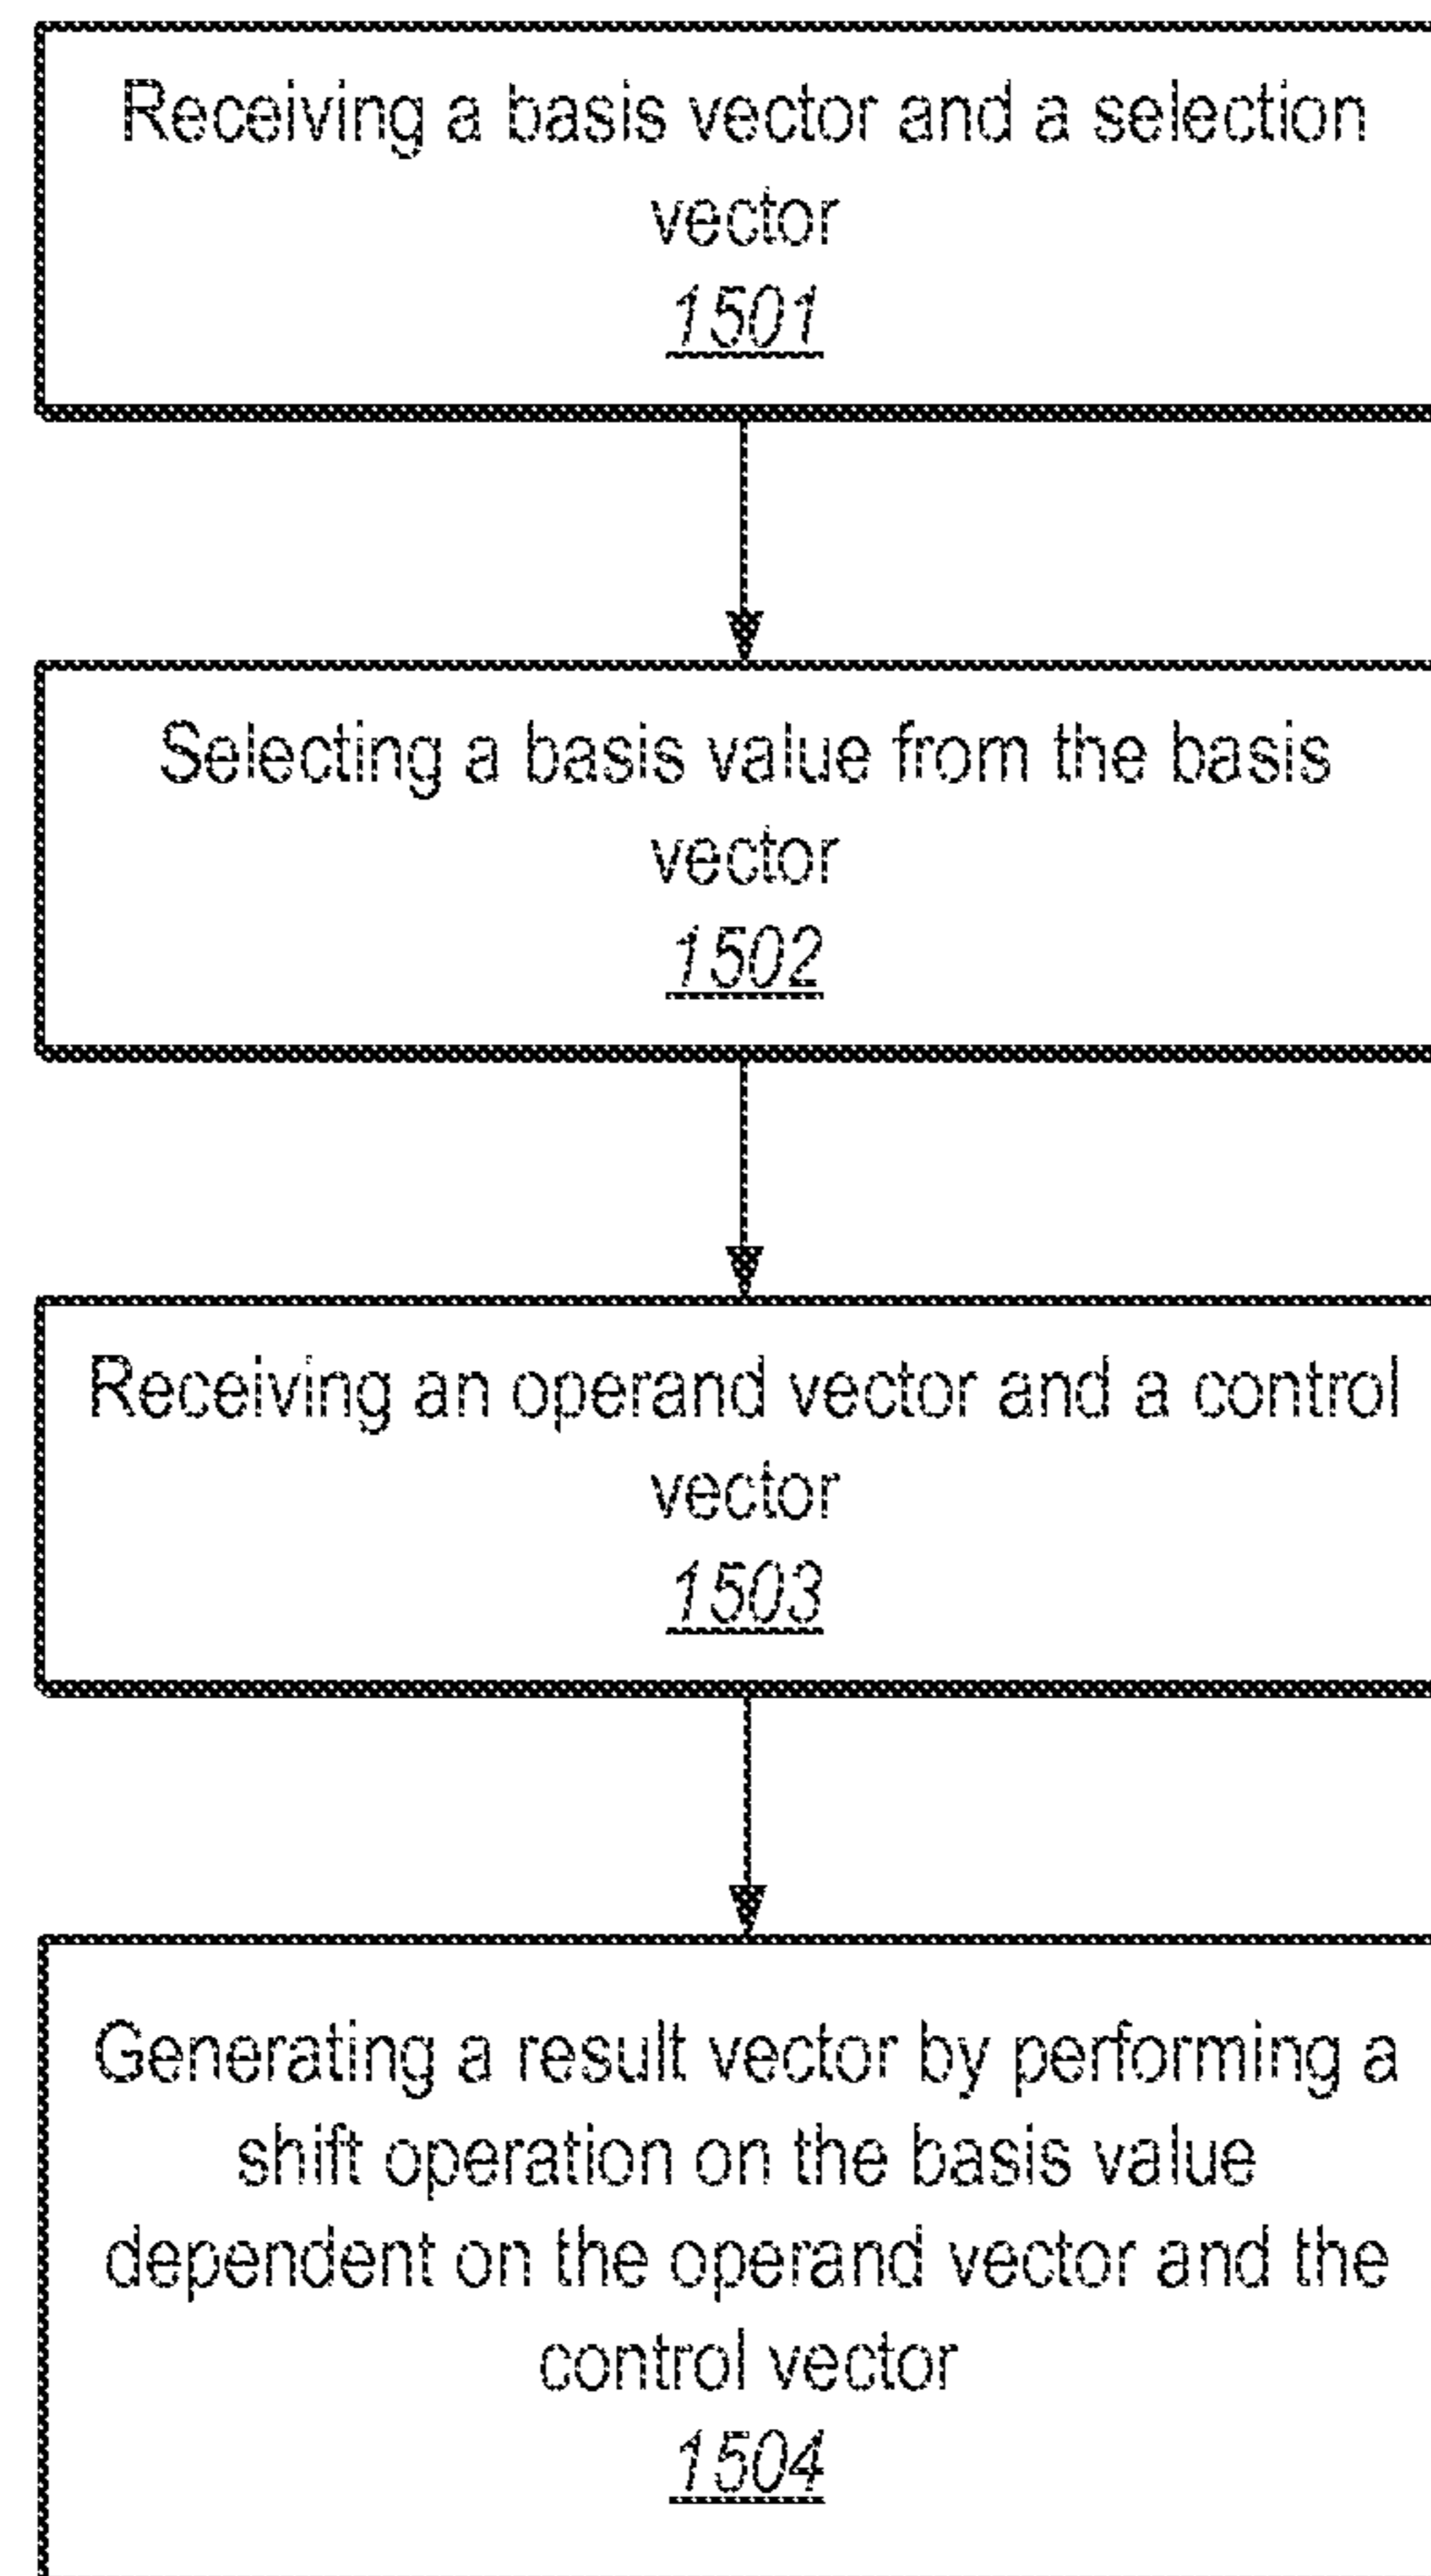 Receiving a basis vector and a selection
vector
1501
Selecting a basis value from the basis
vector
1502
Receiving an operand vector and a control
vector
1503
Generating a result vector by performing a
shift operation on the basis value
dependent on the operand vector and the
control vector
1504